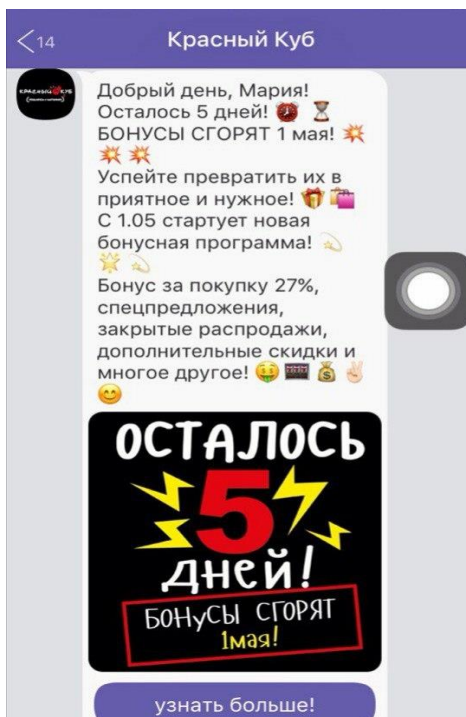 14
Красный Куб
КРАСНЫЙ КУБ
Добрый день, Мария!
Осталось 5 дней! ⏰ ⏳
БОНУСЫ СГОРЯТ 1 мая! 💥
💥 💥
Успейте превратить их в
приятное и нужное! 🎁 🛍️
С 1.05 стартует новая
бонусная программа! 💫
🌟 💫
Бонус за покупку 27%,
спецпредложения,
закрытые распродажи,
дополнительные скидки и
многое другое! 🤑 🧮 💰 ✌🏻
😊
ОСТАЛОСЬ
5
дней!
БОНуСЫ СГОРЯТ
1мая!
узнать больше!